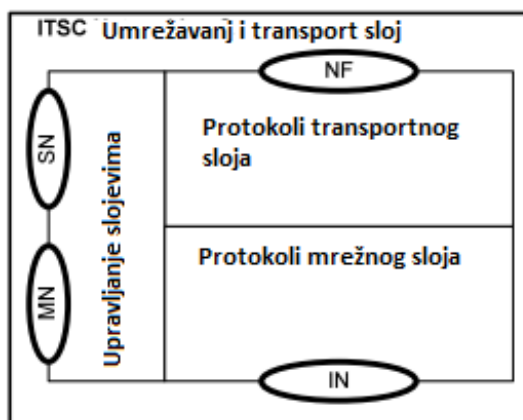 ITSC Umrežavanj i transport sloj
NF
SN
Protokoli transportnog
sloja
Upravljanje slojevima
Protokoli mrežnog sloja
MN
IN